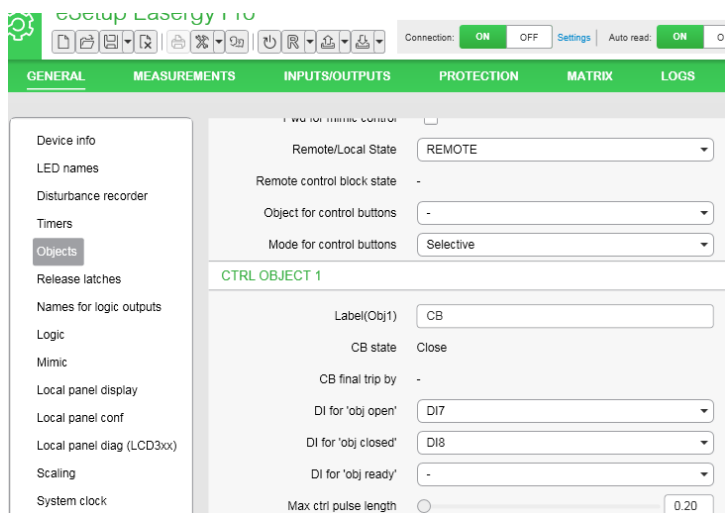 eSetup Easergy Pro
Connection: ON OFF Settings Auto read: ON
GENERAL MEASUREMENTS INPUTS/OUTPUTS PROTECTION MATRIX LOGS
Pwd for mimic control
Device info
Remote/Local State REMOTE
LED names
Remote control block state -
Disturbance recorder
Object for control buttons -
Timers
Mode for control buttons Selective
Objects
CTRL OBJECT 1
Release latches
Names for logic outputs
Label(Obj1) CB
Logic
CB state Close
Mimic
CB final trip by -
Local panel display
DI for 'obj open' DI7
Local panel conf
DI for 'obj closed' DI8
Local panel diag (LCD3xx)
DI for 'obj ready' -
Scaling
System clock
Max ctrl pulse length 0.20